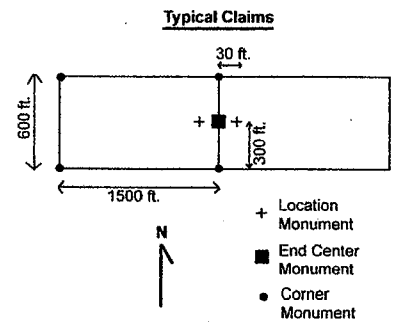 Typical Claims
30 ft.
600 ft.
300 ft.
1500 ft.
N
Location
Monument
End Center
Monument
Corner
Monument